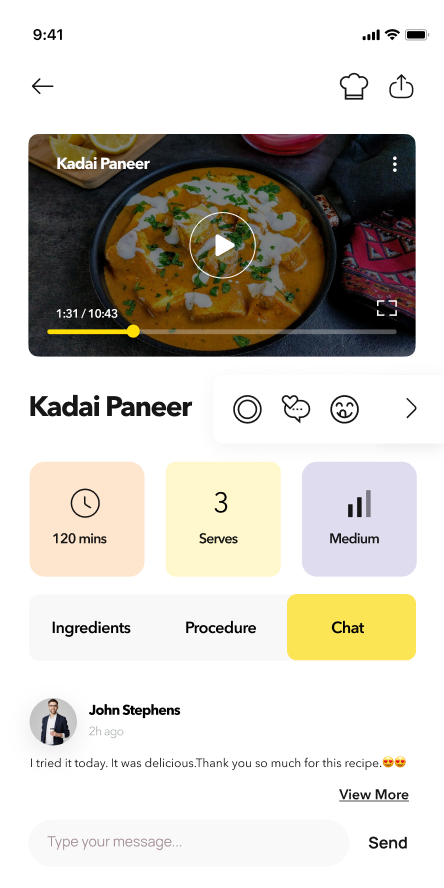 9:41
Kadai Paneer
1:31 / 10:43
Kadai Paneer
120 mins
3
Serves
Medium
Ingredients
Procedure
Chat
John Stephens
2h ago
I tried it today. It was delicious.Thank you so much for this recipe.😍😍
View More
Type your message...
Send